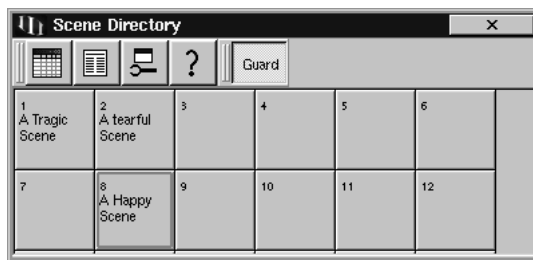 Scene Directory
?
Guard
1
A Tragic
Scene
2
A tearful
Scene
3
4
5
6
7
8
A Happy
Scene
9
10
11
12